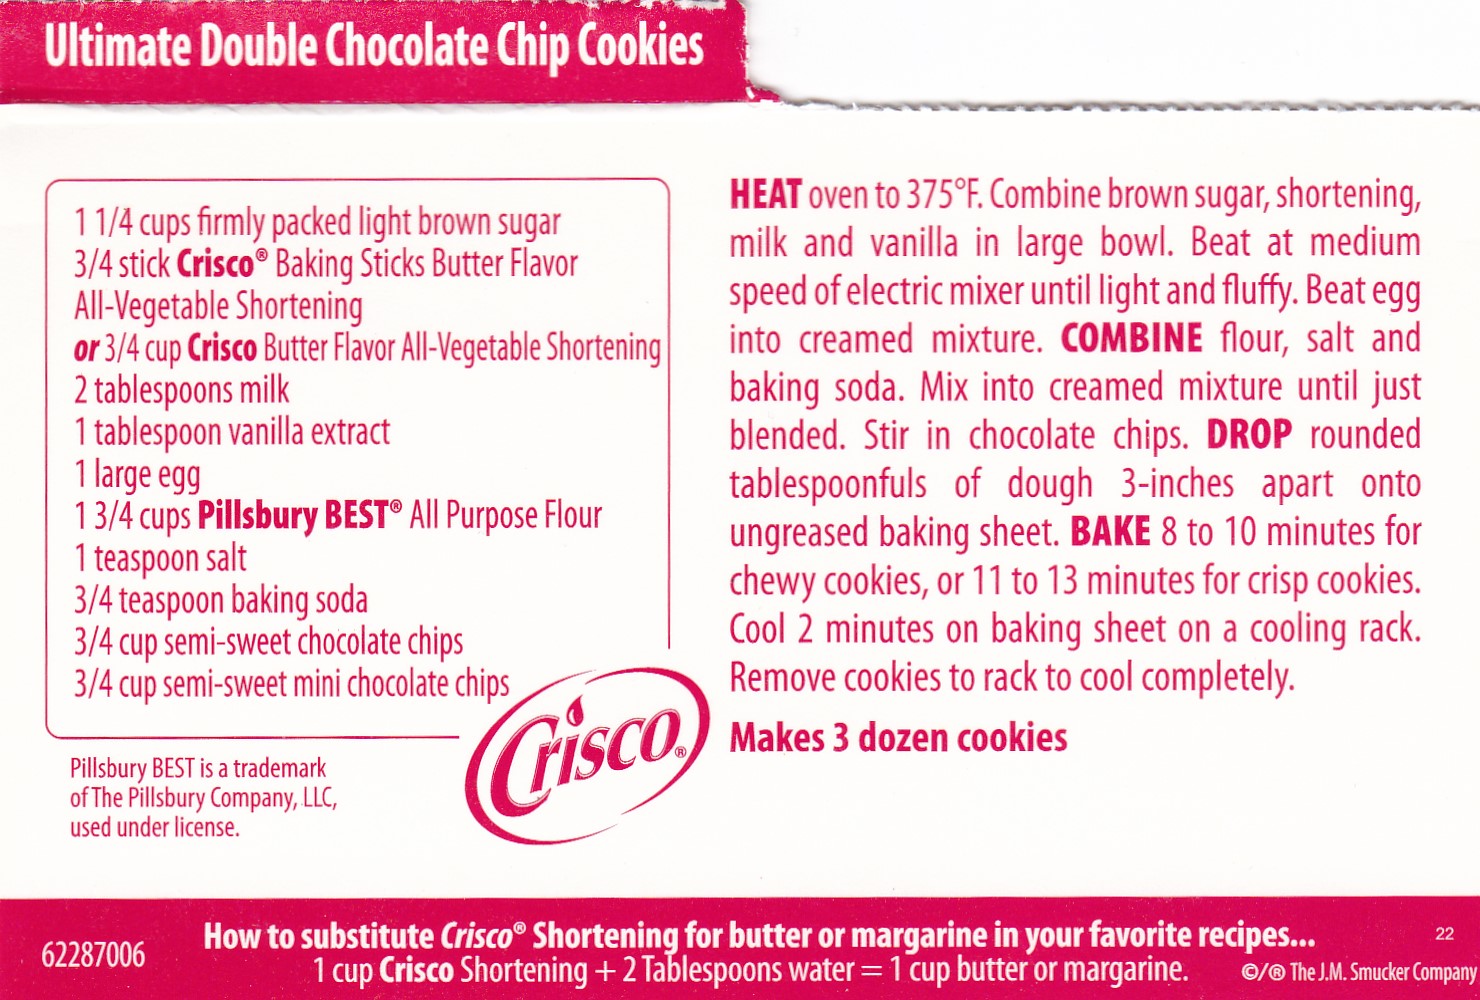 Ultimate Double Chocolate Chip Cookies
1 1/4 cups firmly packed light brown sugar
3/4 stick Crisco® Baking Sticks Butter Flavor
All-Vegetable Shortening
or 3/4 cup Crisco Butter Flavor All-Vegetable Shortening
2 tablespoons milk
1 tablespoon vanilla extract
1 large egg
1 3/4 cups Pillsbury BEST® All Purpose Flour
1 teaspoon salt
3/4 teaspoon baking soda
3/4 cup semi-sweet chocolate chips
3/4 cup semi-sweet mini chocolate chips
Crisco®
Pillsbury BEST is a trademark
of The Pillsbury Company, LLC,
used under license.
HEAT oven to 375°F. Combine brown sugar, shortening,
milk and vanilla in large bowl. Beat at medium
speed of electric mixer until light and fluffy. Beat egg
into creamed mixture. COMBINE flour, salt and
baking soda. Mix into creamed mixture until just
blended. Stir in chocolate chips. DROP rounded
tablespoonfuls of dough 3-inches apart onto
ungreased baking sheet. BAKE 8 to 10 minutes for
chewy cookies, or 11 to 13 minutes for crisp cookies.
Cool 2 minutes on baking sheet on a cooling rack.
Remove cookies to rack to cool completely.
Makes 3 dozen cookies
62287006
How to substitute Crisco® Shortening for butter or margarine in your favorite recipes...
1 cup Crisco Shortening + 2 Tablespoons water = 1 cup butter or margarine.
22
©/® The J.M. Smucker Company